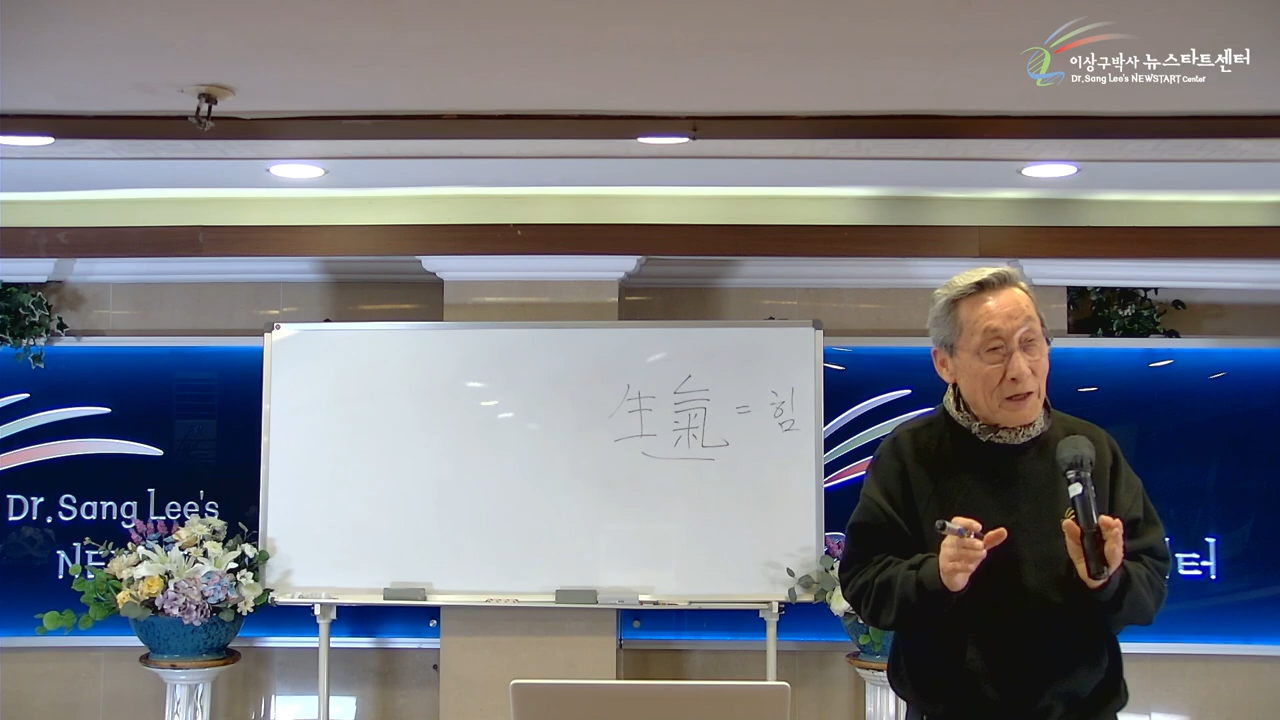 이상구박사 뉴스타트센터
Dr. Sang Lee's NEWSTART Center
生氣 = 힘
Dr. Sang Lee's
터